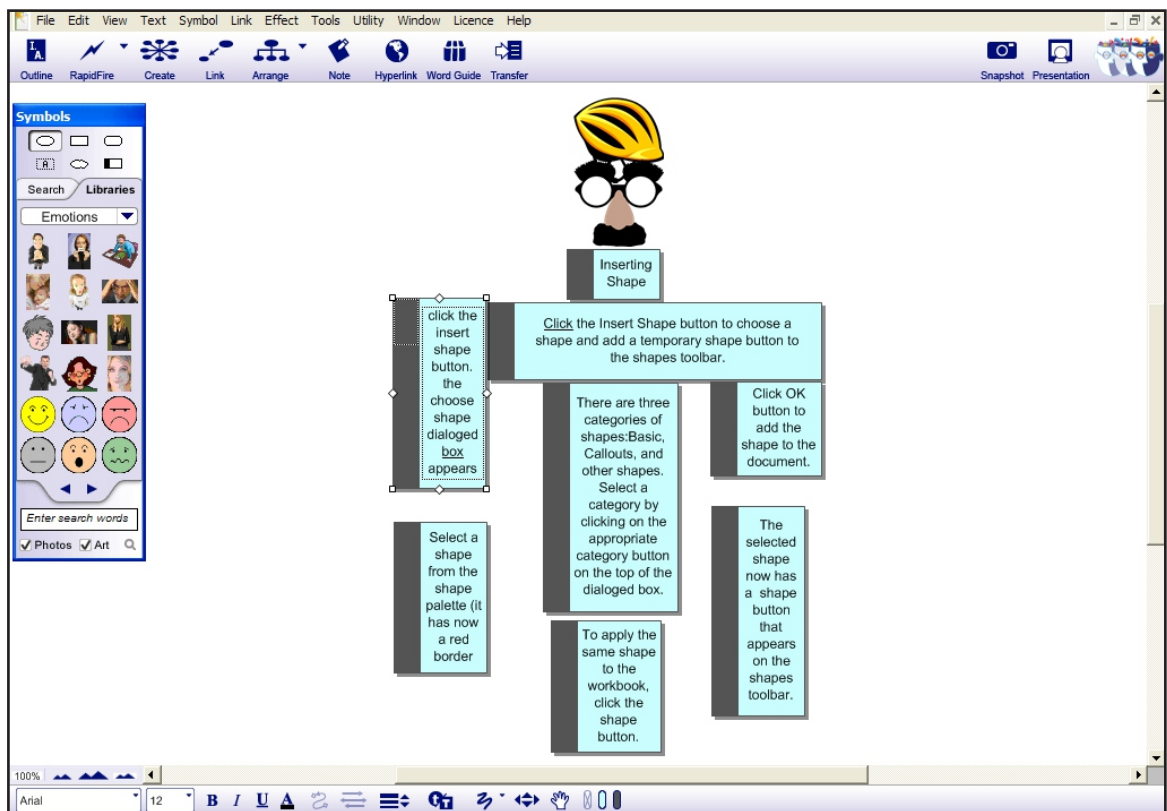 File Edit View Text Symbol Link Effect Tools Utility Window Licence Help
Outline RapidFire Create Link Arrange Note Hyperlink Word Guide Transfer Snapshot Presentation
Symbols
Search Libraries
Emotions
Enter search words
Photos Art
Inserting
Shape
click the
insert
shape
button.
the
choose
shape
dialoged
box
appears
Click the Insert Shape button to choose a
shape and add a temporary shape button to
the shapes toolbar.
There are three
categories of
shapes:Basic,
Callouts, and
other shapes.
Select a
category by
clicking on the
appropriate
category button
on the top of the
dialoged box.
Click OK
button to
add the
shape to the
document.
Select a
shape
from the
shape
palette (it
has now
a red
border
To apply the
same shape
to the
workbook,
click the
shape
button.
The
selected
shape
now has
a shape
button
that
appears
on the
shapes
toolbar.
100%
Arial 12 B I U A